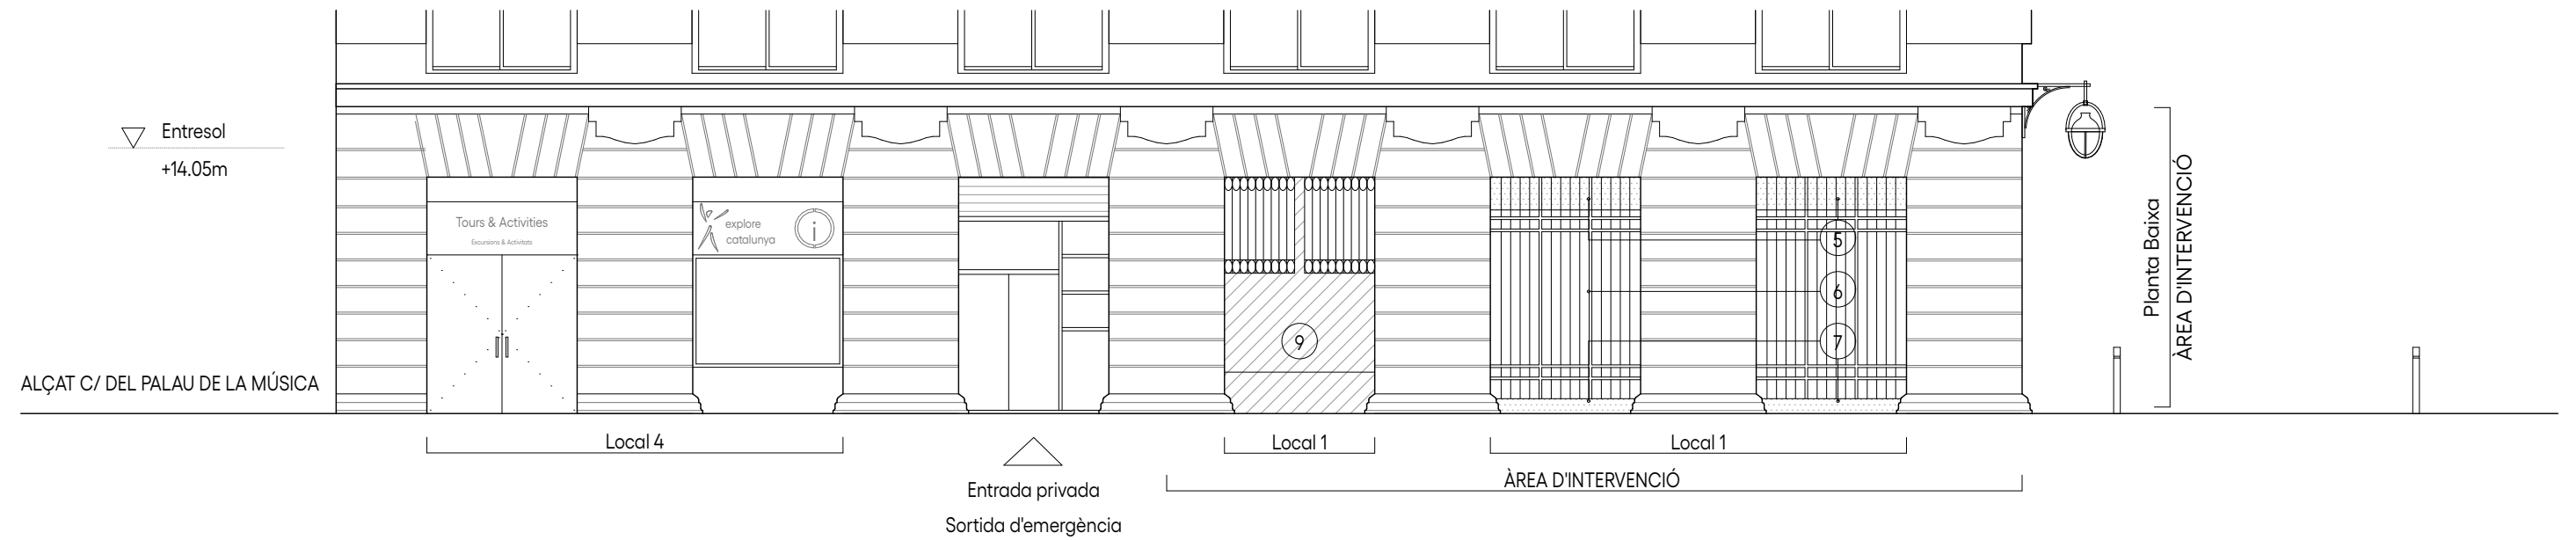 Entresol
+14.05m
Tours & Activities
Excursions & Activitats
explore
catalunya
i
5
6
7
9
Planta Baixa
ÀREA D'INTERVENCIÓ
ALÇAT C/ DEL PALAU DE LA MÚSICA
Local 4
Local 1
Local 1
ÀREA D'INTERVENCIÓ
Entrada privada
Sortida d'emergència